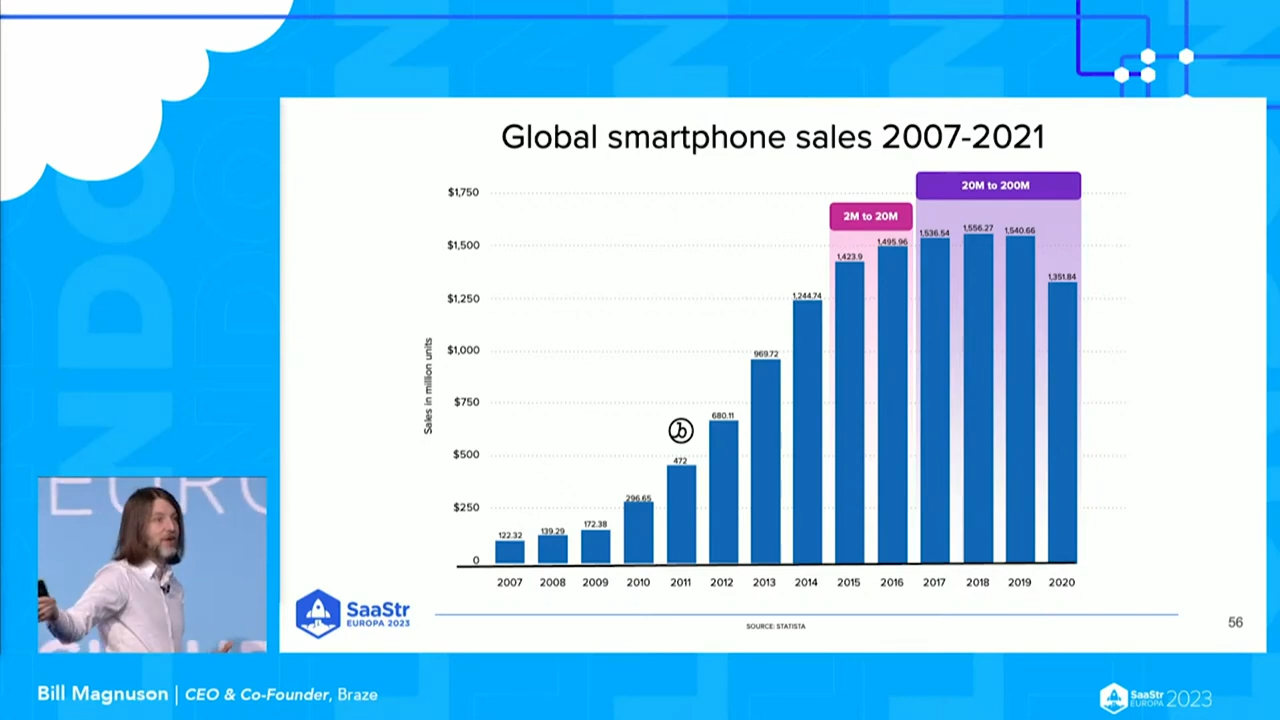 Global smartphone sales 2007-2021
20M to 200M
2M to 20M
$1,750
$1,500
$1,250
$1,000
$750
$500
$250
0
Sales in million units
122.32
139.29
172.38
296.65
472
680.11
969.72
1,244.74
1,423.9
1,495.96
1,536.54
1,556.27
1,540.66
1,351.84
b
2007 2008 2009 2010 2011 2012 2013 2014 2015 2016 2017 2018 2019 2020
SaaStr
EUROPA 2023
SOURCE: STATISTA
56
EURO
Bill Magnuson | CEO & Co-Founder, Braze
SaaStr
EUROPA 2023